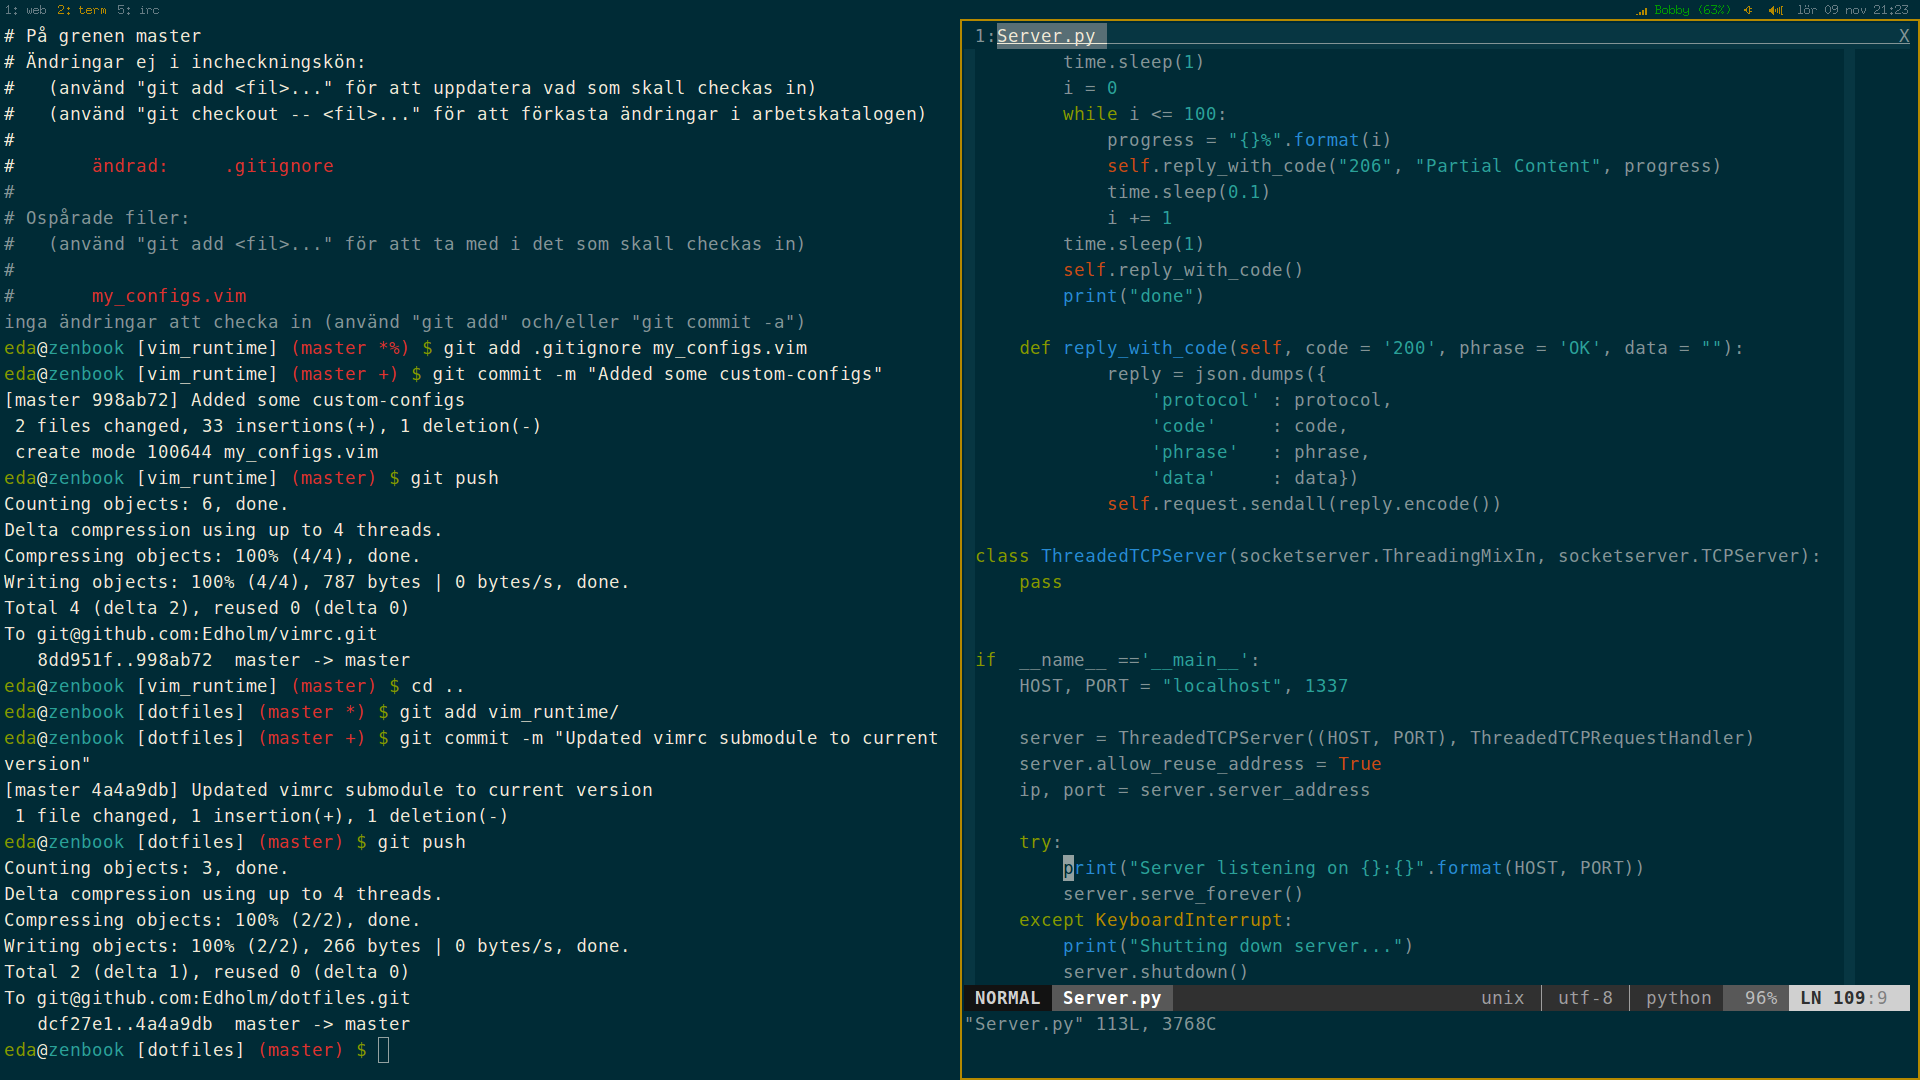 1: web 2: term 5: irc
Bobby (63%) lör 09 nov 21:23
# På grenen master
# Ändringar ej i incheckningskön:
#   (använd "git add <fil>..." för att uppdatera vad som skall checkas in)
#   (använd "git checkout -- <fil>..." för att förkasta ändringar i arbetskatalogen)
#
#       ändrad:     .gitignore
#
# Ospårade filer:
#   (använd "git add <fil>..." för att ta med i det som skall checkas in)
#
#       my_configs.vim
inga ändringar att checka in (använd "git add" och/eller "git commit -a")
eda@zenbook [vim_runtime] (master *%) $ git add .gitignore my_configs.vim
eda@zenbook [vim_runtime] (master +) $ git commit -m "Added some custom-configs"
[master 998ab72] Added some custom-configs
 2 files changed, 33 insertions(+), 1 deletion(-)
 create mode 100644 my_configs.vim
eda@zenbook [vim_runtime] (master) $ git push
Counting objects: 6, done.
Delta compression using up to 4 threads.
Compressing objects: 100% (4/4), done.
Writing objects: 100% (4/4), 787 bytes | 0 bytes/s, done.
Total 4 (delta 2), reused 0 (delta 0)
To git@github.com:Edholm/vimrc.git
   8dd951f..998ab72  master -> master
eda@zenbook [vim_runtime] (master) $ cd ..
eda@zenbook [dotfiles] (master *) $ git add vim_runtime/
eda@zenbook [dotfiles] (master +) $ git commit -m "Updated vimrc submodule to current
version"
[master 4a4a9db] Updated vimrc submodule to current version
 1 file changed, 1 insertion(+), 1 deletion(-)
eda@zenbook [dotfiles] (master) $ git push
Counting objects: 3, done.
Delta compression using up to 4 threads.
Compressing objects: 100% (2/2), done.
Writing objects: 100% (2/2), 266 bytes | 0 bytes/s, done.
Total 2 (delta 1), reused 0 (delta 0)
To git@github.com:Edholm/dotfiles.git
   dcf27e1..4a4a9db  master -> master
eda@zenbook [dotfiles] (master) $
1:Server.py X
        time.sleep(1)
        i = 0
        while i <= 100:
            progress = "{}%".format(i)
            self.reply_with_code("206", "Partial Content", progress)
            time.sleep(0.1)
            i += 1
        time.sleep(1)
        self.reply_with_code()
        print("done")
    def reply_with_code(self, code = '200', phrase = 'OK', data = ""):
            reply = json.dumps({
                'protocol' : protocol,
                'code'     : code,
                'phrase'   : phrase,
                'data'     : data})
            self.request.sendall(reply.encode())
class ThreadedTCPServer(socketserver.ThreadingMixIn, socketserver.TCPServer):
    pass
if  __name__ =='__main__':
    HOST, PORT = "localhost", 1337
    server = ThreadedTCPServer((HOST, PORT), ThreadedTCPRequestHandler)
    server.allow_reuse_address = True
    ip, port = server.server_address
    try:
        print("Server listening on {}:{}".format(HOST, PORT))
        server.serve_forever()
    except KeyboardInterrupt:
        print("Shutting down server...")
        server.shutdown()
NORMAL Server.py unix utf-8 python 96% LN 109:9
"Server.py" 113L, 3768C